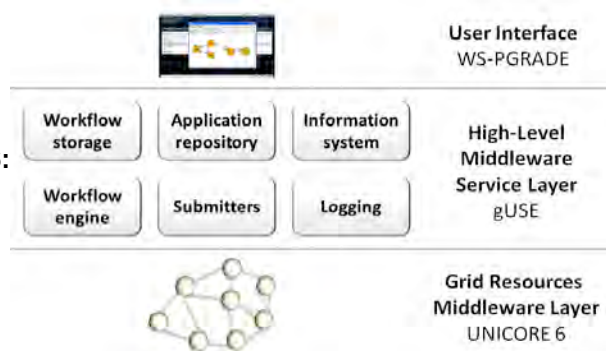 User Interface
WS-PGRADE
Workflow
storage
Application
repository
Information
system
Workflow
engine
Submitters
Logging
High-Level
Middleware
Service Layer
gUSE
Grid Resources
Middleware Layer
UNICORE 6